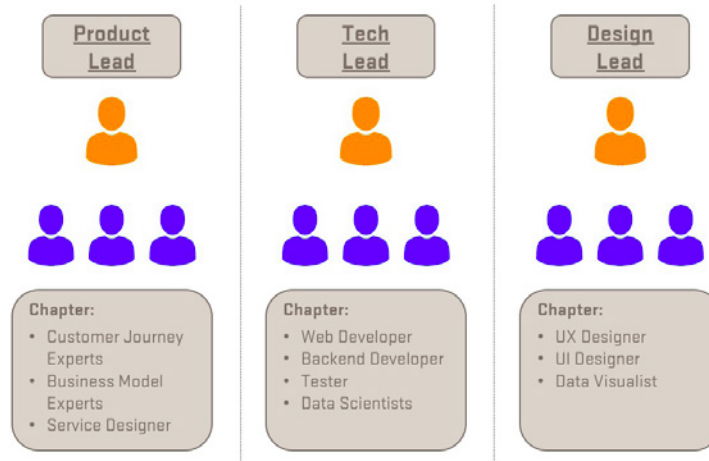 Product
Lead
Tech
Lead
Design
Lead
Chapter:
• Customer Journey
Experts
• Business Model
Experts
• Service Designer
Chapter:
• Web Developer
• Backend Developer
• Tester
• Data Scientists
Chapter:
• UX Designer
• UI Designer
• Data Visualist